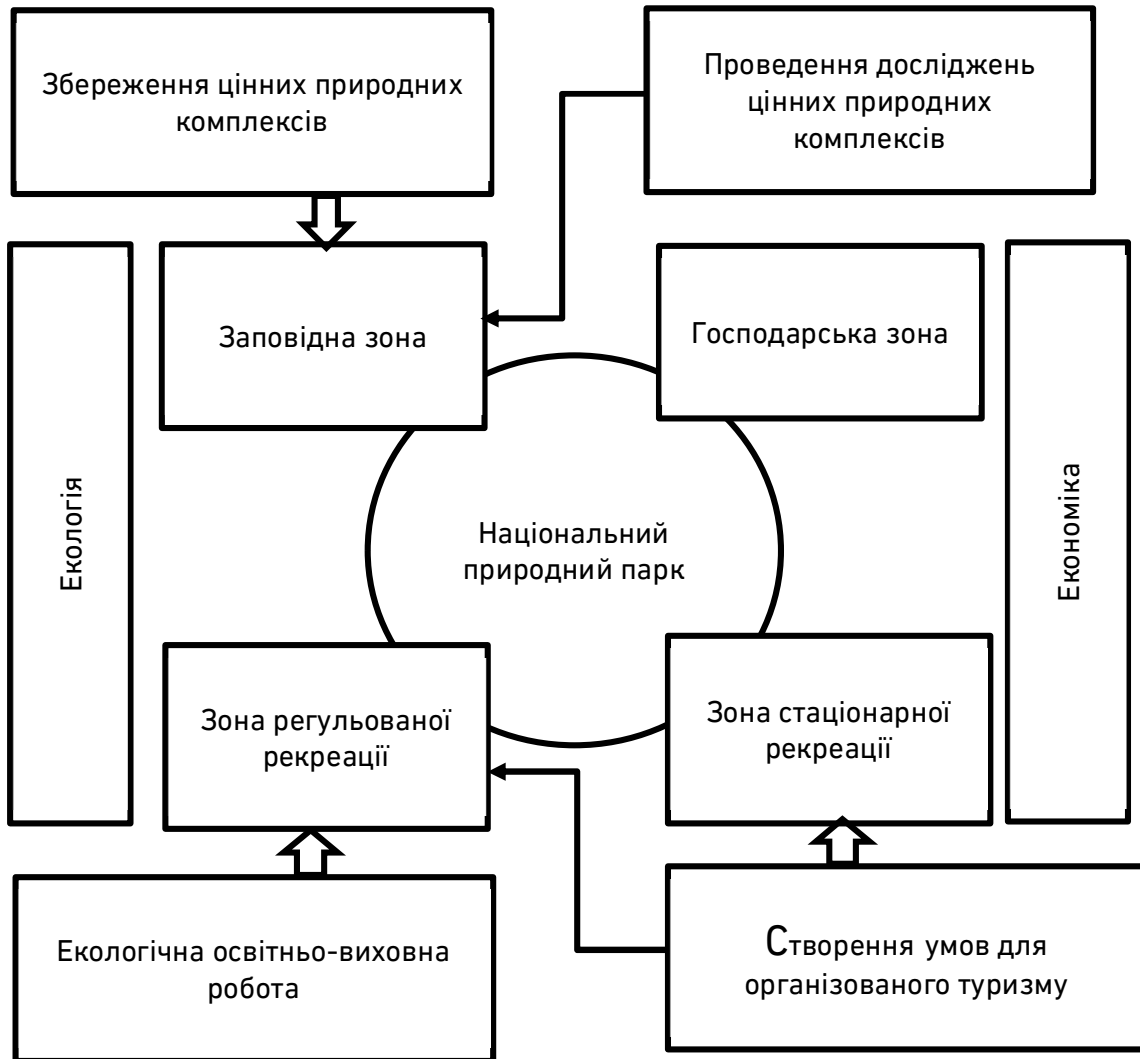 Збереження цінних природних
комплексів
Проведення досліджень
цінних природних
комплексів
Заповідна зона
Господарська зона
Екологія
Національний
природний парк
Економіка
Зона регульованої
рекреації
Зона стаціонарної
рекреації
Екологічна освітньо-виховна
робота
Створення умов для
організованого туризму